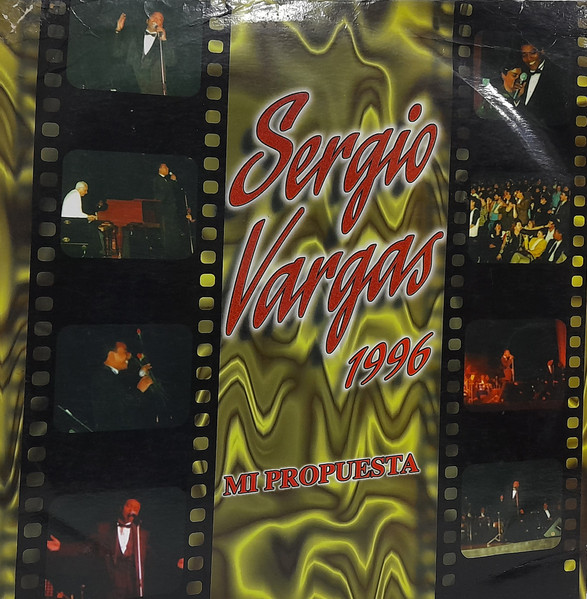 Sergio
Vargas
1996
MI PROPUESTA